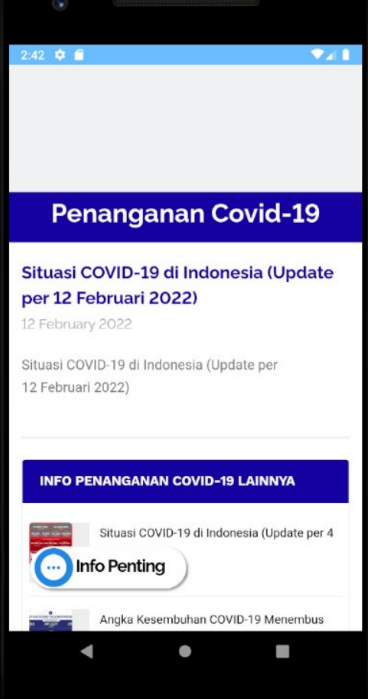 2:42
Penanganan Covid-19
Situasi COVID-19 di Indonesia (Update
per 12 Februari 2022)
12 February 2022
Situasi COVID-19 di Indonesia (Update per
12 Februari 2022)
INFO PENANGANAN COVID-19 LAINNYA
Situasi COVID-19 di Indonesia (Update per 4
Info Penting
Angka Kesembuhan COVID-19 Menembus